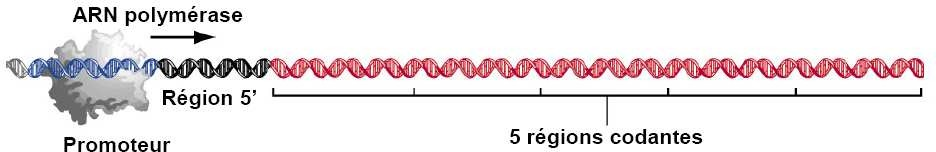 ARN polymérase
Région 5’
Promoteur
5 régions codantes